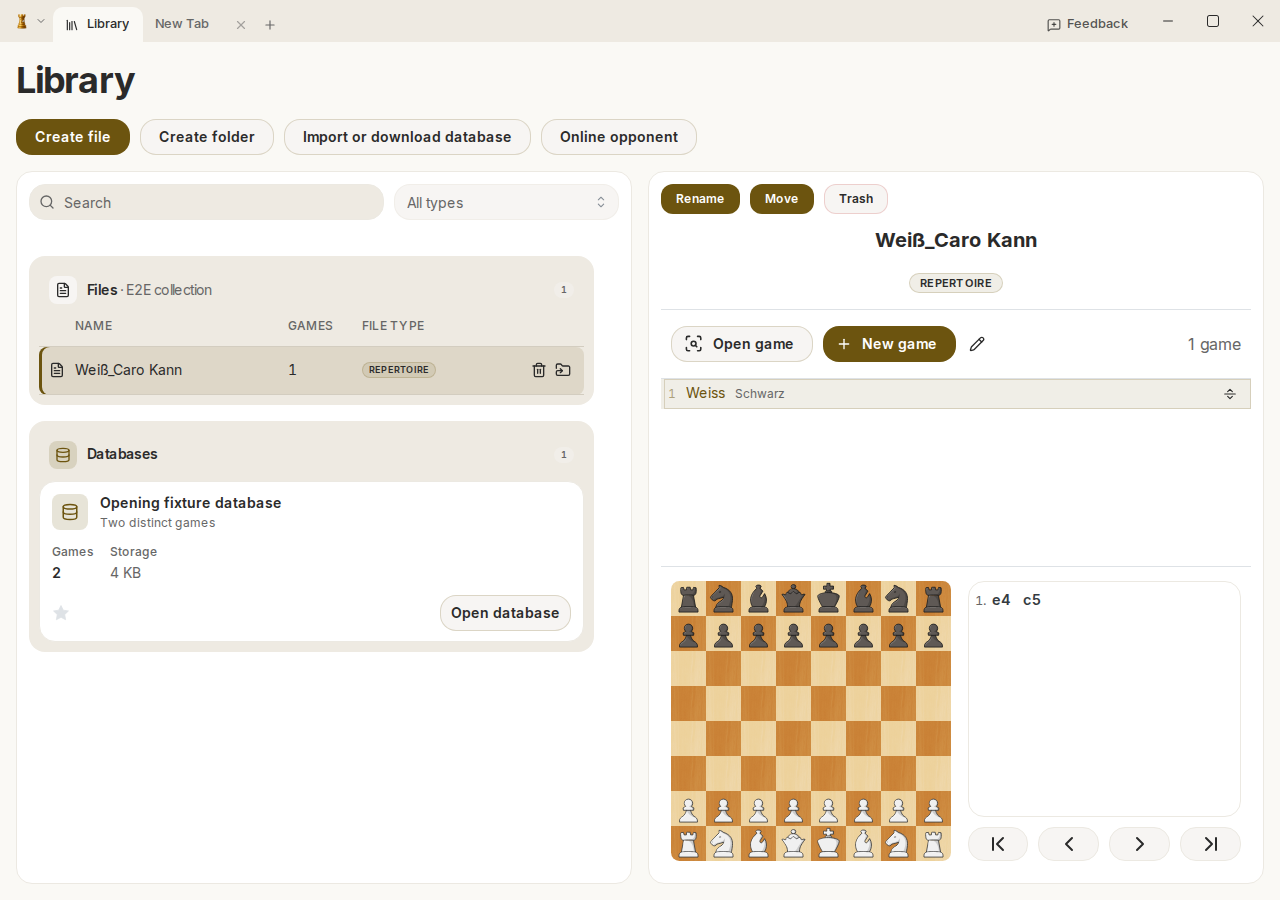 Library
New Tab
Feedback
Library
Create file
Create folder
Import or download database
Online opponent
Search
All types
Files · E2E collection
1
NAME
GAMES
FILE TYPE
Weiß_Caro Kann
1
REPERTOIRE
Databases
1
Opening fixture database
Two distinct games
Games
Storage
2
4 KB
Open database
Rename
Move
Trash
Weiß_Caro Kann
REPERTOIRE
Open game
New game
1 game
1 Weiss Schwarz
1. e4 c5